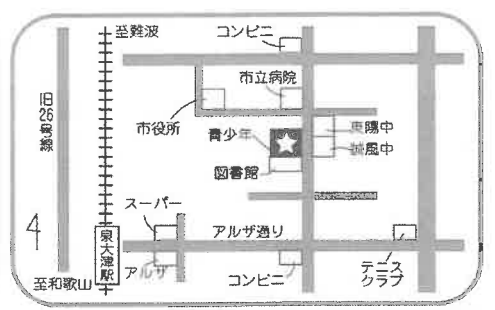 至難波
コンビニ
旧26号線
市立病院
市役所
青少年
東陽中
誠風中
図書館
スーパー
アルザ通り
泉大津駅
アルザ
コンビニ
テニス
クラブ
至和歌山